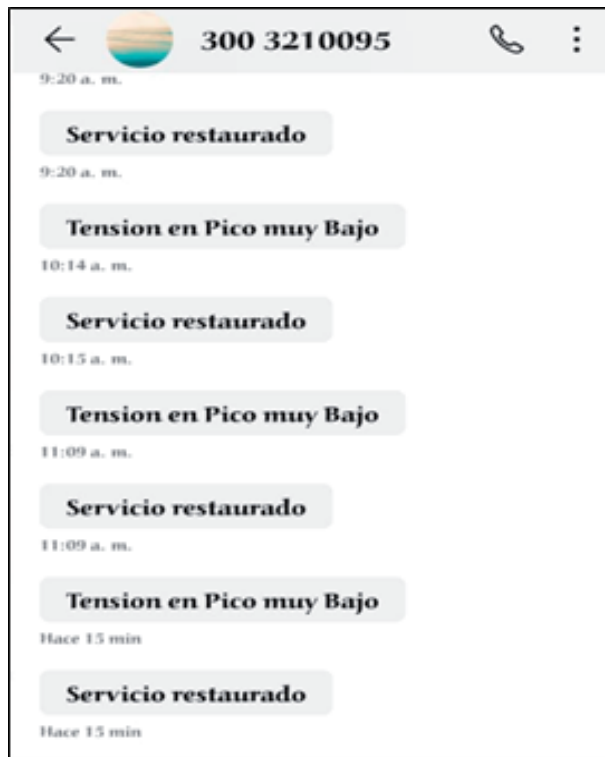 300 3210095
9:20 a. m.
Servicio restaurado
9:20 a. m.
Tension en Pico muy Bajo
10:14 a. m.
Servicio restaurado
10:15 a. m.
Tension en Pico muy Bajo
11:09 a. m.
Servicio restaurado
11:09 a. m.
Tension en Pico muy Bajo
Hace 15 min
Servicio restaurado
Hace 15 min